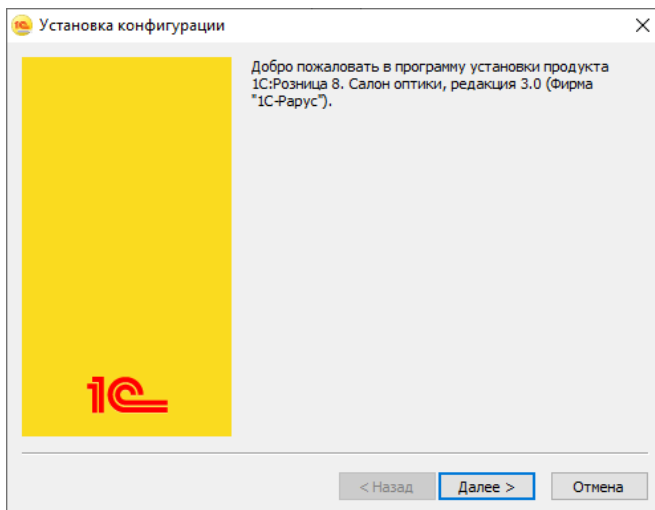 Установка конфигурации
Добро пожаловать в программу установки продукта
1С:Розница 8. Салон оптики, редакция 3.0 (Фирма
"1С-Рарус").
1С
< Назад
Далее >
Отмена